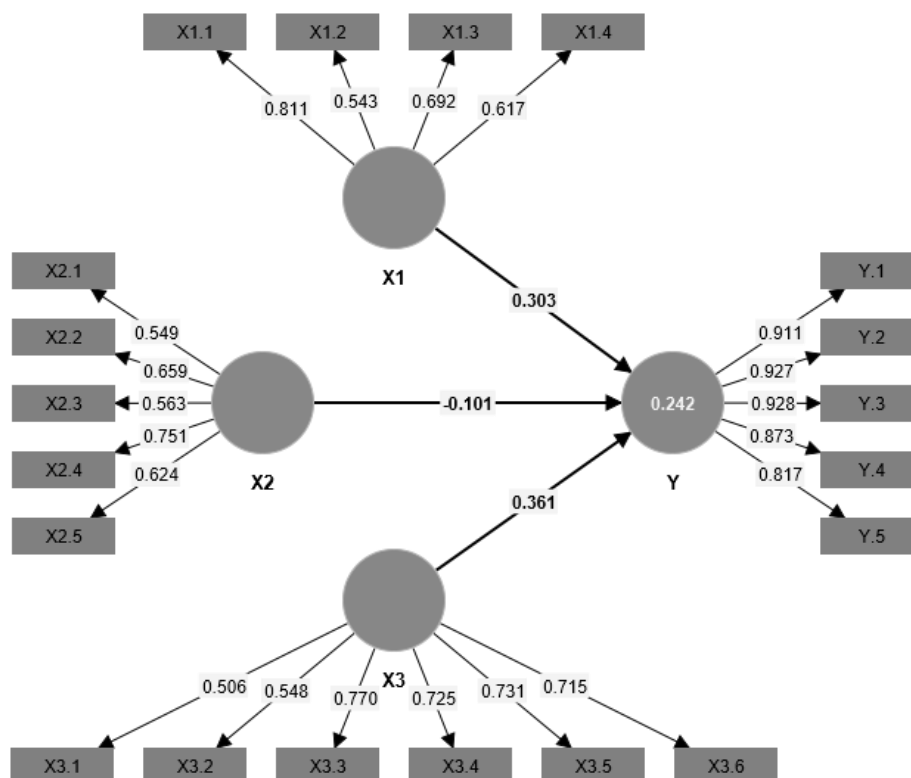 X1.1 X1.2 X1.3 X1.4
0.811 0.543 0.692 0.617
X1
0.303
X2.1
X2.2
X2.3
X2.4
X2.5
0.549
0.659
0.563
0.751
0.624
X2
-0.101
0.242
Y
0.911
0.927
0.928
0.873
0.817
Y.1
Y.2
Y.3
Y.4
Y.5
0.361
X3
0.506 0.548 0.770 0.725 0.731 0.715
X3.1 X3.2 X3.3 X3.4 X3.5 X3.6